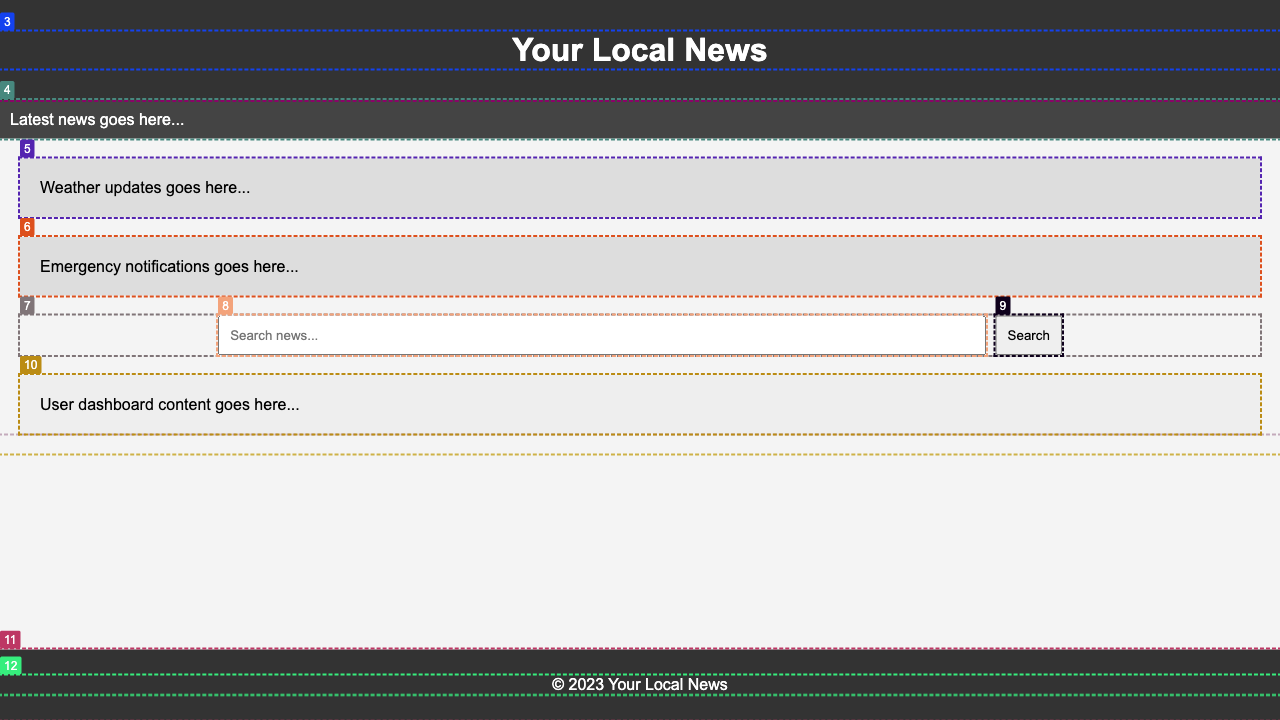 3
Your Local News
4
Latest news goes here...
5
Weather updates goes here...
6
Emergency notifications goes here...
7 8 9
Search news... Search
10
User dashboard content goes here...
11
12
© 2023 Your Local News